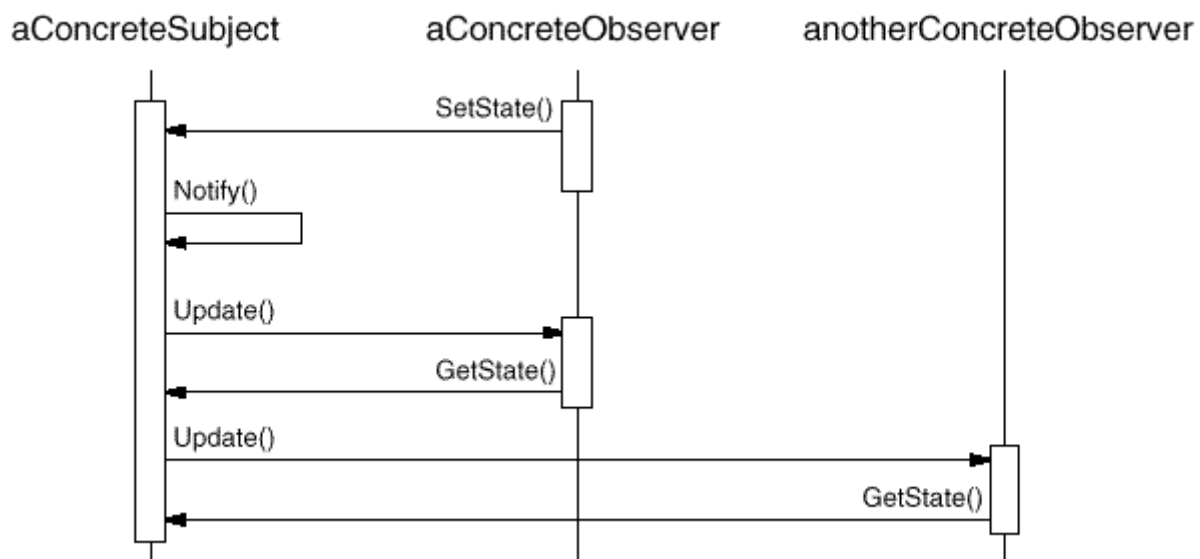 aConcreteSubject aConcreteObserver anotherConcreteObserver
SetState()
Notify()
Update()
GetState()
Update()
GetState()